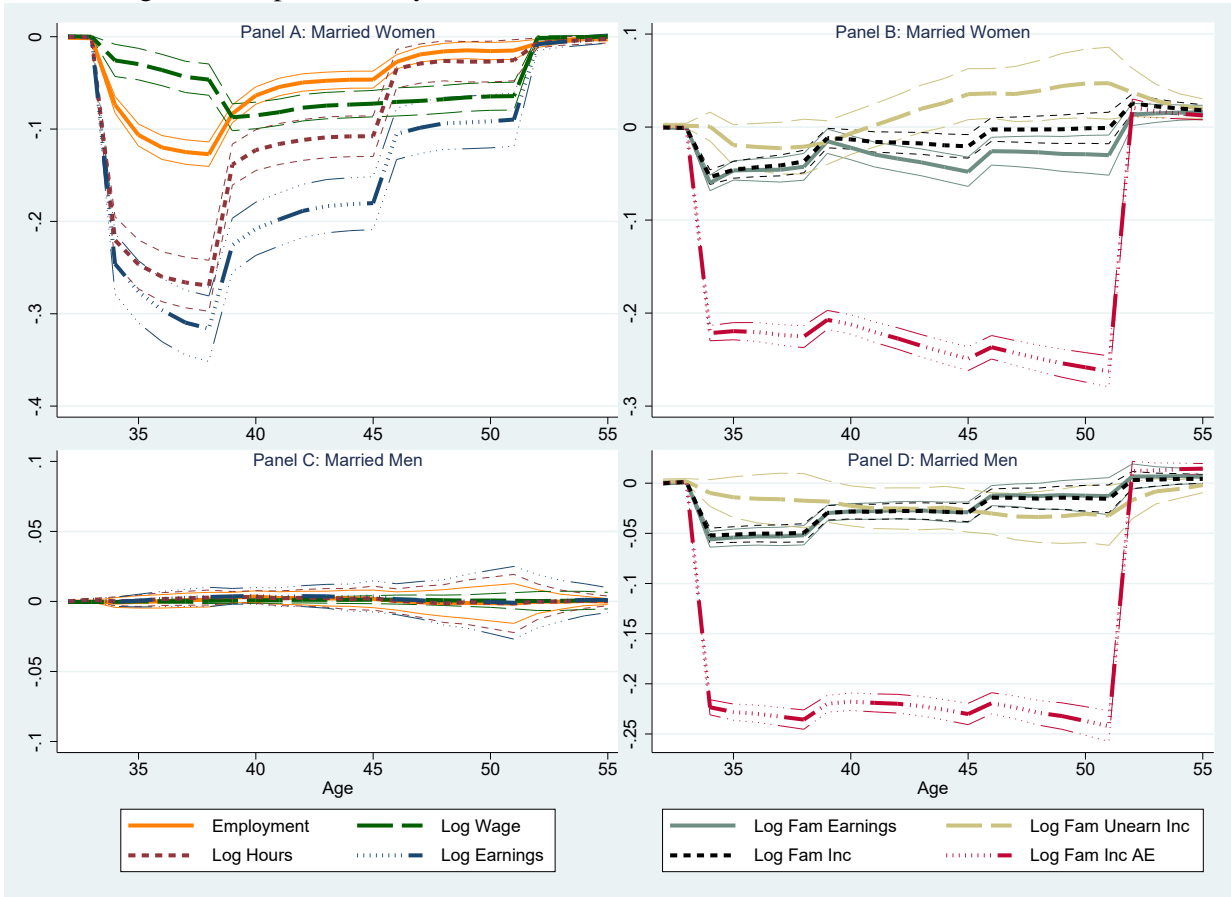 Panel A: Married Women
Panel B: Married Women
0
-.1
-.2
-.3
-.4
35 40 45 50 55
.1
0
-.1
-.2
-.3
35 40 45 50 55
Panel C: Married Men
Panel D: Married Men
.1
.05
0
-.05
-.1
35 40 45 50 55
Age
0
-.05
-.1
-.15
-.2
-.25
35 40 45 50 55
Age
Employment Log Wage
Log Hours Log Earnings
Log Fam Earnings Log Fam Unearn Inc
Log Fam Inc Log Fam Inc AE